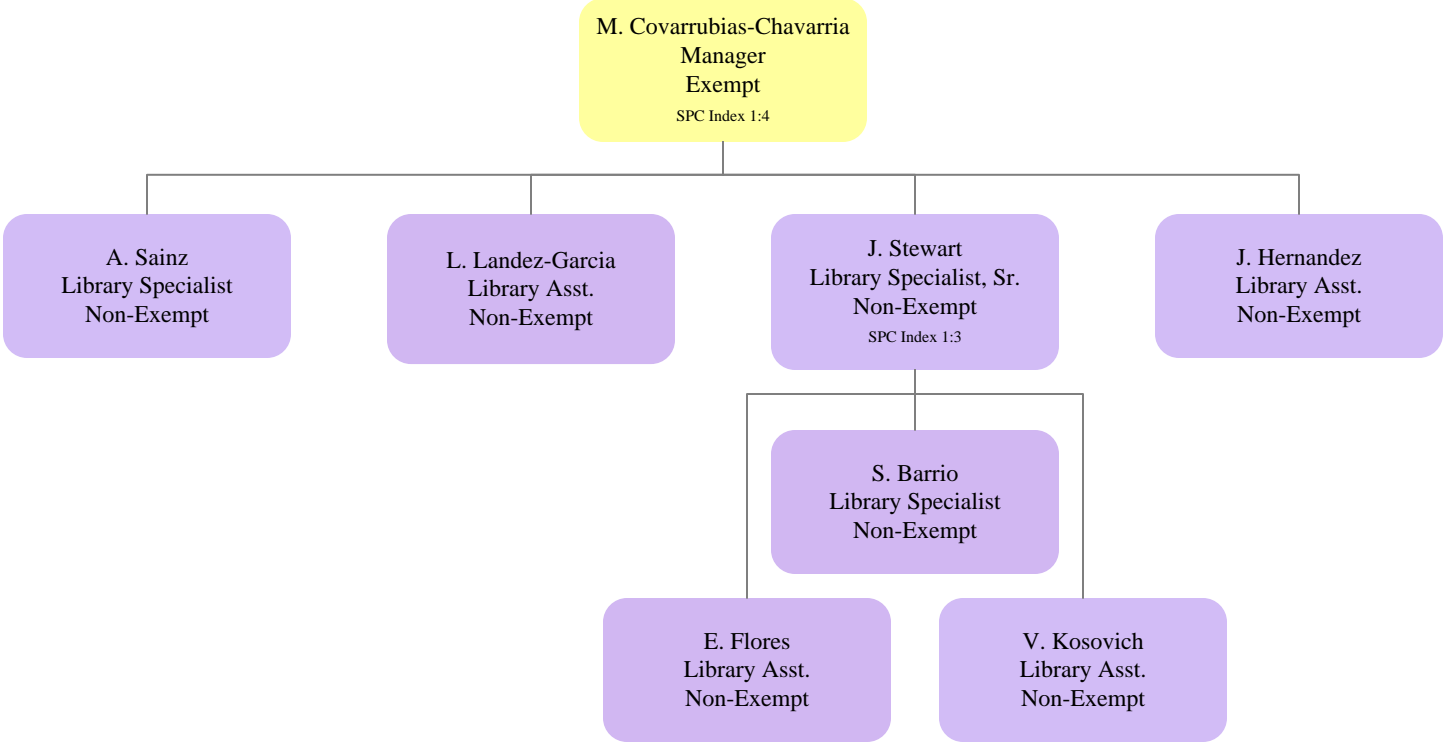 M. Covarrubias-Chavarria
Manager
Exempt
SPC Index 1:4
A. Sainz
Library Specialist
Non-Exempt
L. Landez-Garcia
Library Asst.
Non-Exempt
J. Stewart
Library Specialist, Sr.
Non-Exempt
SPC Index 1:3
J. Hernandez
Library Asst.
Non-Exempt
S. Barrio
Library Specialist
Non-Exempt
E. Flores
Library Asst.
Non-Exempt
V. Kosovich
Library Asst.
Non-Exempt